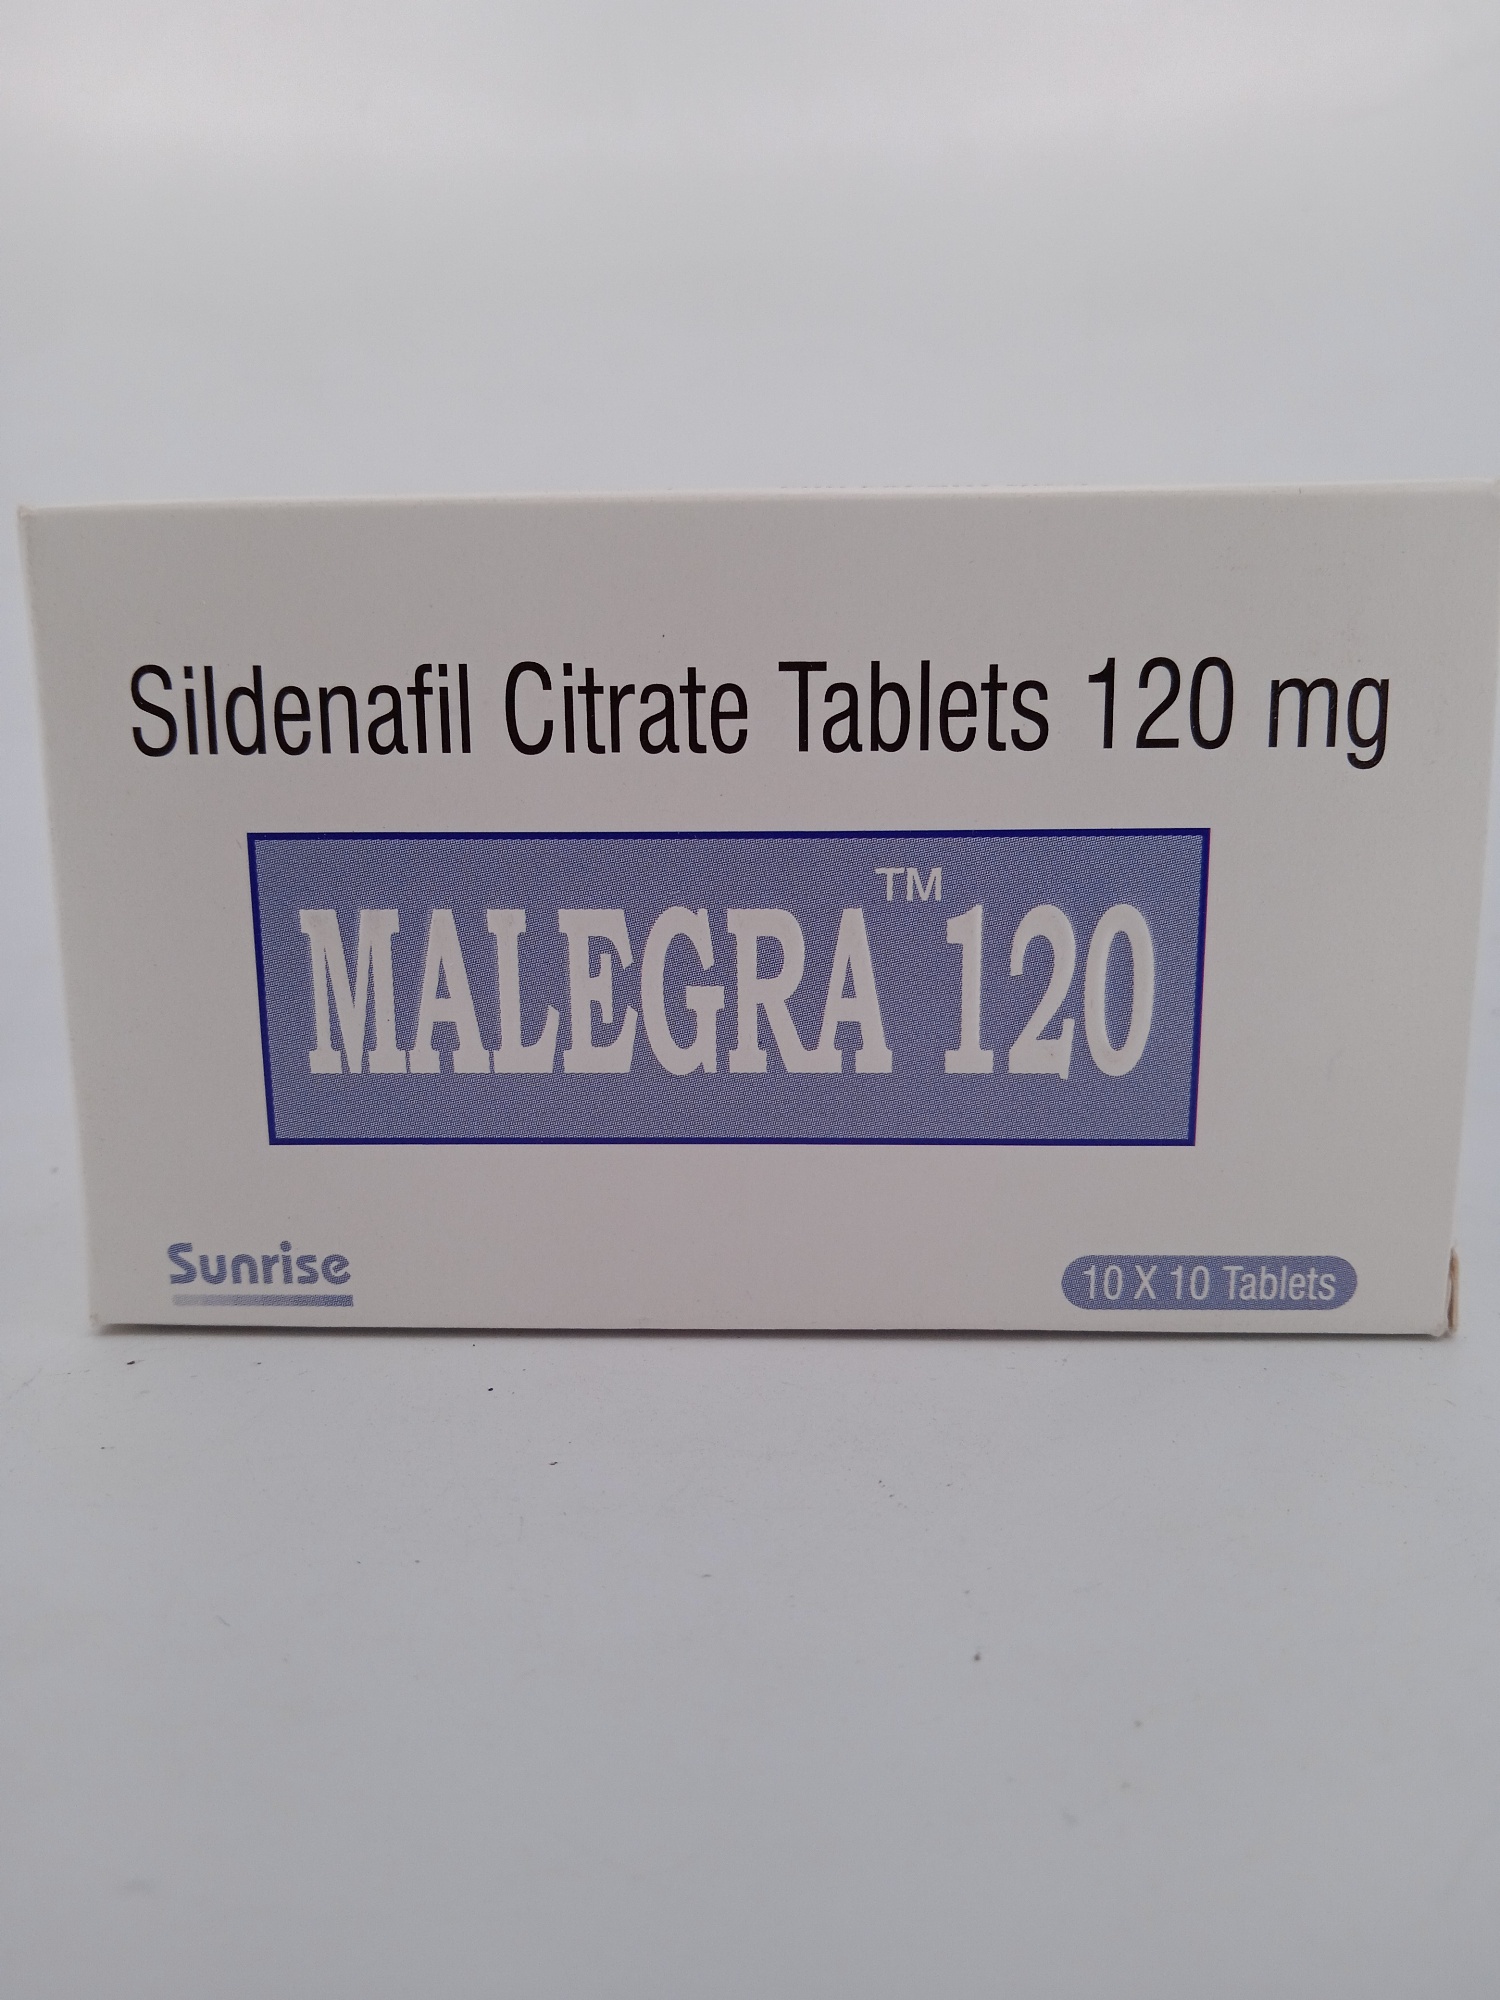 Sildenafil Citrate Tablets 120 mg
MALEGRA™ 120
Sunrise
10 X 10 Tablets